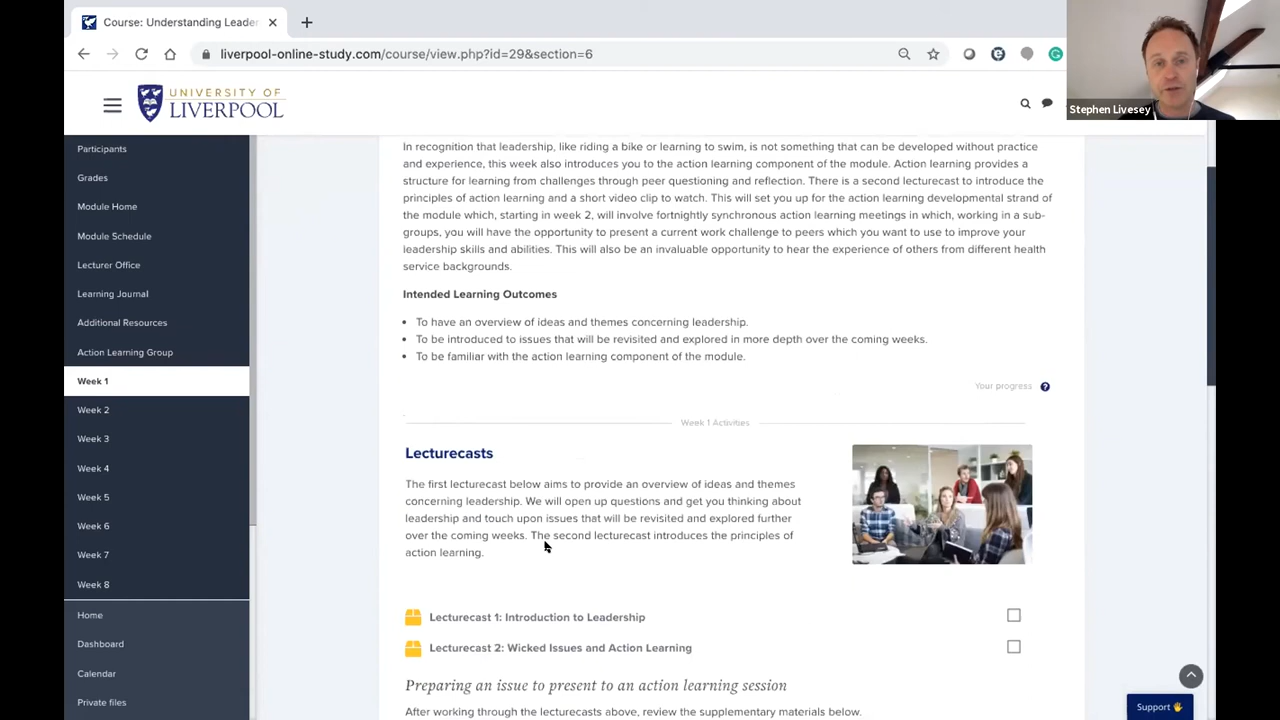 Course: Understanding Leader
liverpool-online-study.com/course/view.php?id=29&section=6
Stephen Livesey
UNIVERSITY OF
LIVERPOOL
Participants
Grades
Module Home
Module Schedule
Lecturer Office
Learning Journal
Additional Resources
Action Learning Group
Week 1
Week 2
Week 3
Week 4
Week 5
Week 6
Week 7
Week 8
Home
Dashboard
Calendar
Private files
In recognition that leadership, like riding a bike or learning to swim, is not something that can be developed without practice
and experience, this week also introduces you to the action learning component of the module. Action learning provides a
structure for learning from challenges through peer questioning and reflection. There is a second lecturecast to introduce the
principles of action learning and a short video clip to watch. This will set you up for the action learning developmental strand of
the module which, starting in week 2, will involve fortnightly synchronous action learning meetings in which, working in a sub-
groups, you will have the opportunity to present a current work challenge to peers which you want to use to improve your
leadership skills and abilities. This will also be an invaluable opportunity to hear the experience of others from different health
service backgrounds.
Intended Learning Outcomes
• To have an overview of ideas and themes concerning leadership.
• To be introduced to issues that will be revisited and explored in more depth over the coming weeks.
• To be familiar with the action learning component of the module.
Your progress
Week 1 Activities
Lecturecasts
The first lecturecast below aims to provide an overview of ideas and themes
concerning leadership. We will open up questions and get you thinking about
leadership and touch upon issues that will be revisited and explored further
over the coming weeks. The second lecturecast introduces the principles of
action learning.
Lecturecast 1: Introduction to Leadership
Lecturecast 2: Wicked Issues and Action Learning
Preparing an issue to present to an action learning session
After working through the lecturecasts above, review the supplementary materials below.
Support